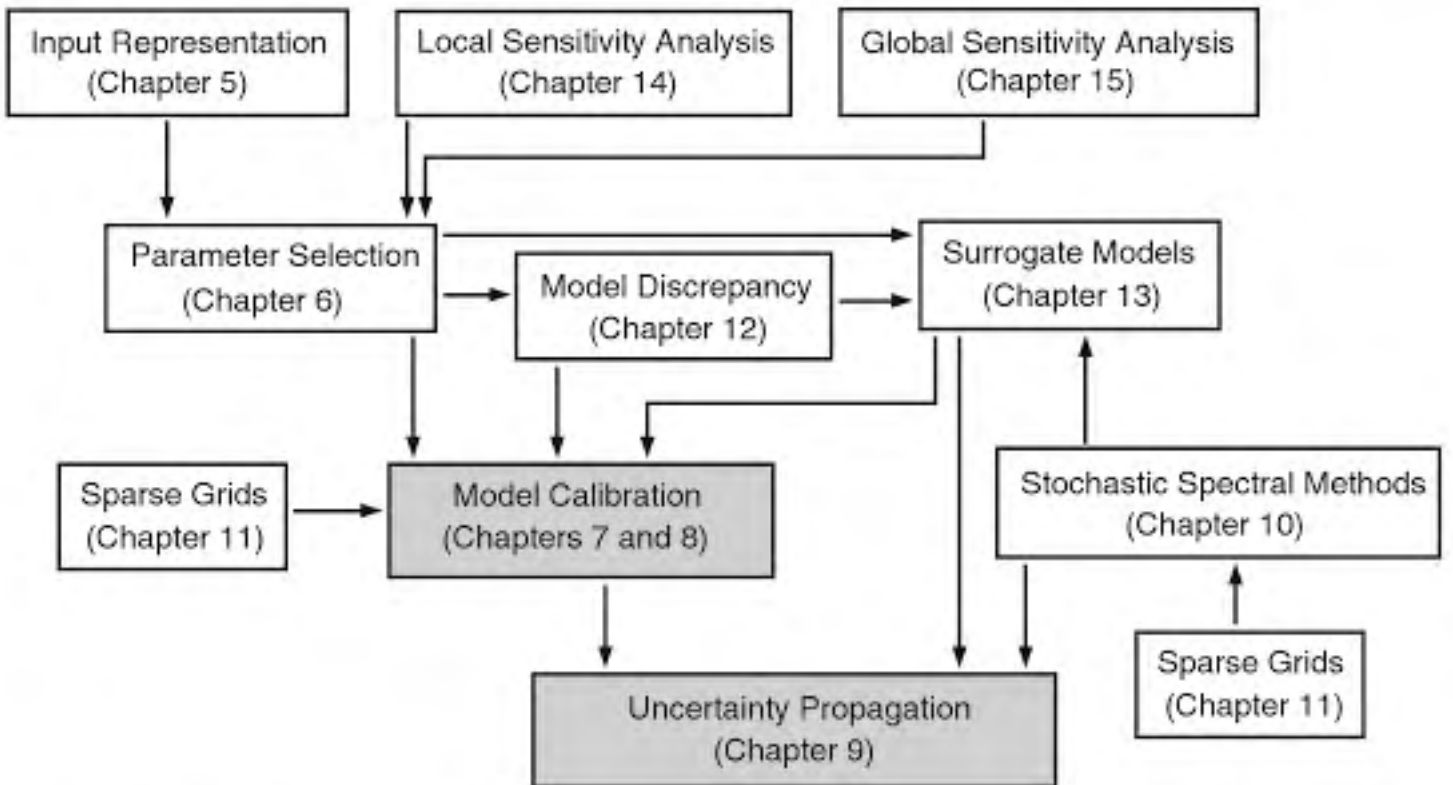 Input Representation
(Chapter 5)
Local Sensitivity Analysis
(Chapter 14)
Global Sensitivity Analysis
(Chapter 15)
Parameter Selection
(Chapter 6)
Model Discrepancy
(Chapter 12)
Surrogate Models
(Chapter 13)
Sparse Grids
(Chapter 11)
Model Calibration
(Chapters 7 and 8)
Stochastic Spectral Methods
(Chapter 10)
Uncertainty Propagation
(Chapter 9)
Sparse Grids
(Chapter 11)